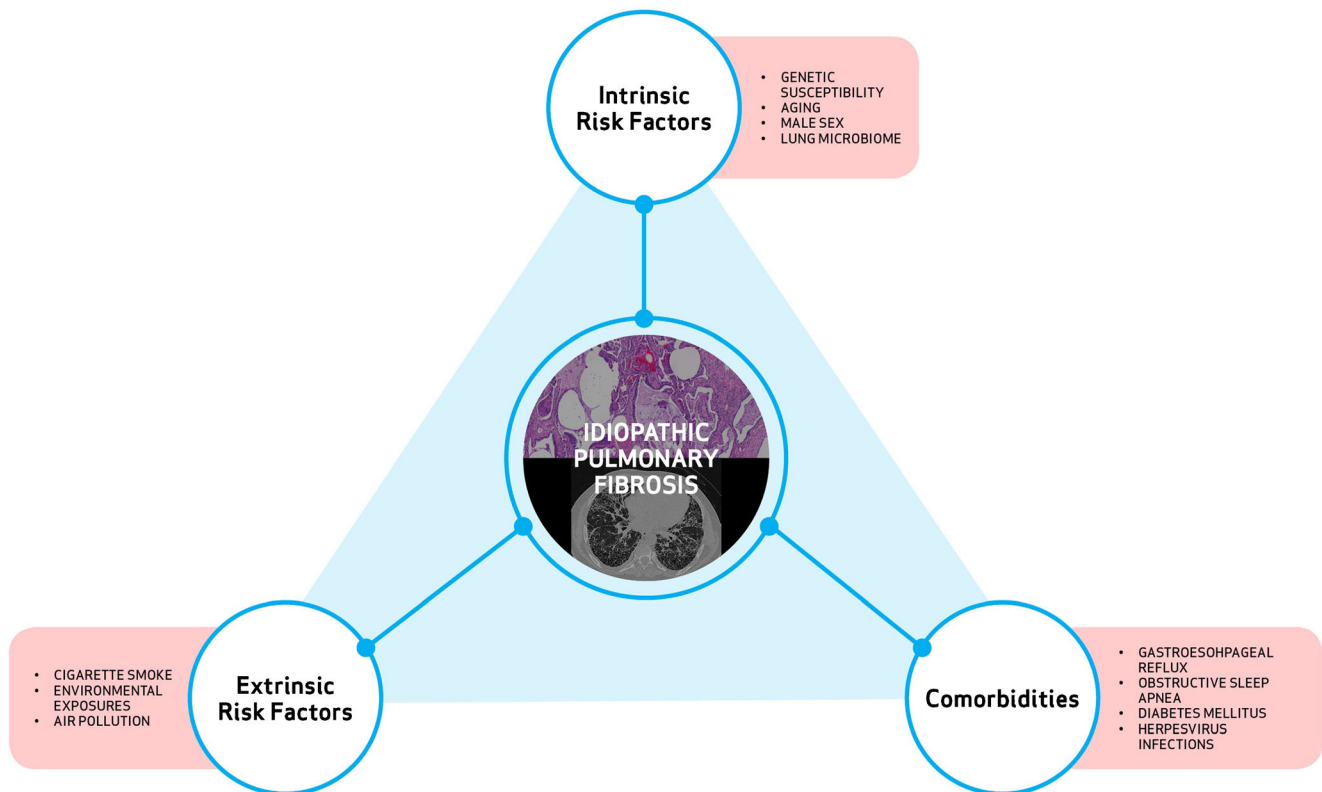 Intrinsic
Risk Factors
• GENETIC
SUSCEPTIBILITY
• AGING
• MALE SEX
• LUNG MICROBIOME
IDIOPATHIC
PULMONARY
FIBROSIS
Extrinsic
Risk Factors
• CIGARETTE SMOKE
• ENVIRONMENTAL
EXPOSURES
• AIR POLLUTION
Comorbidities
• GASTROESOHPAGEAL
REFLUX
• OBSTRUCTIVE SLEEP
APNEA
• DIABETES MELLITUS
• HERPESVIRUS
INFECTIONS